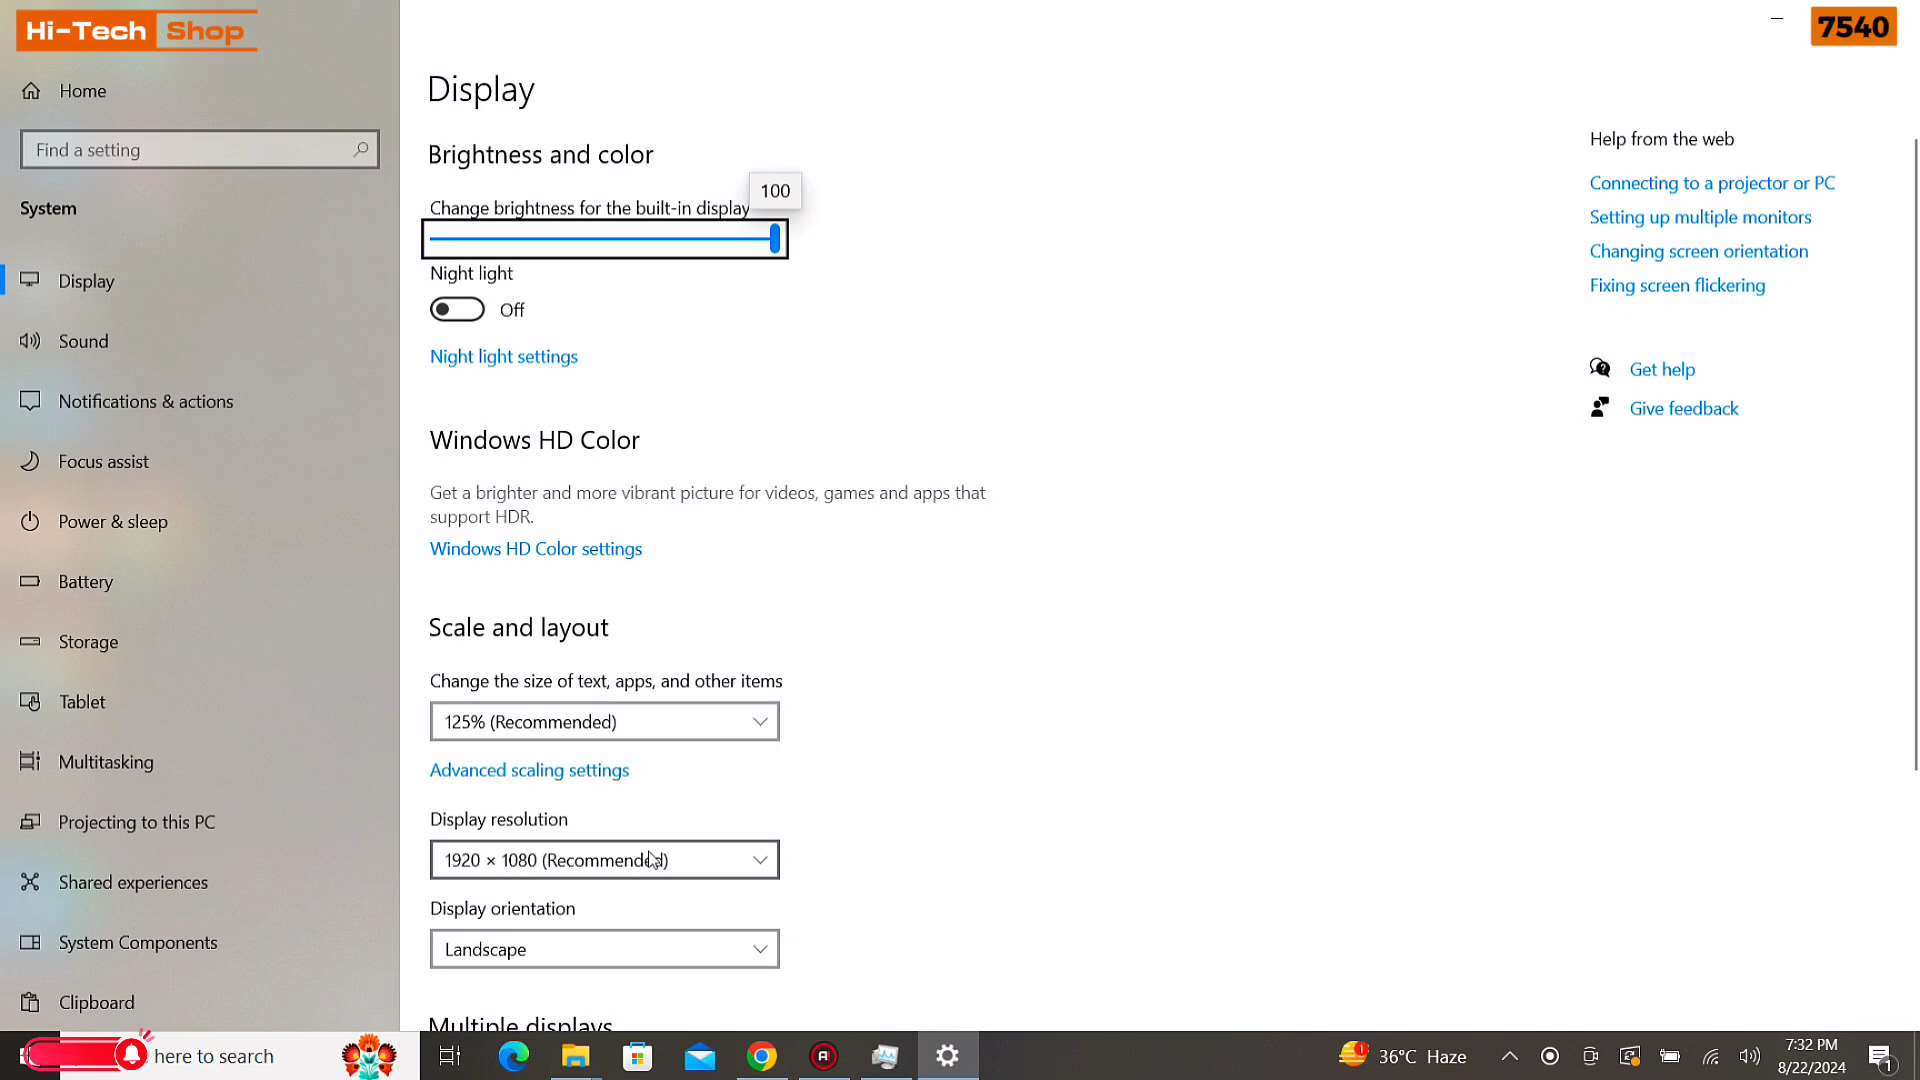 Hi-Tech Shop
7540
Home
Find a setting
System
Display
Sound
Notifications & actions
Focus assist
Power & sleep
Battery
Storage
Tablet
Multitasking
Projecting to this PC
Shared experiences
System Components
Clipboard
Display
Brightness and color
100
Change brightness for the built-in display
Night light
Off
Night light settings
Windows HD Color
Get a brighter and more vibrant picture for videos, games and apps that
support HDR.
Windows HD Color settings
Scale and layout
Change the size of text, apps, and other items
125% (Recommended)
Advanced scaling settings
Display resolution
1920 × 1080 (Recommended)
Display orientation
Landscape
Multiple displays
Help from the web
Connecting to a projector or PC
Setting up multiple monitors
Changing screen orientation
Fixing screen flickering
Get help
Give feedback
here to search
36°C Haze
7:32 PM
8/22/2024
1
1